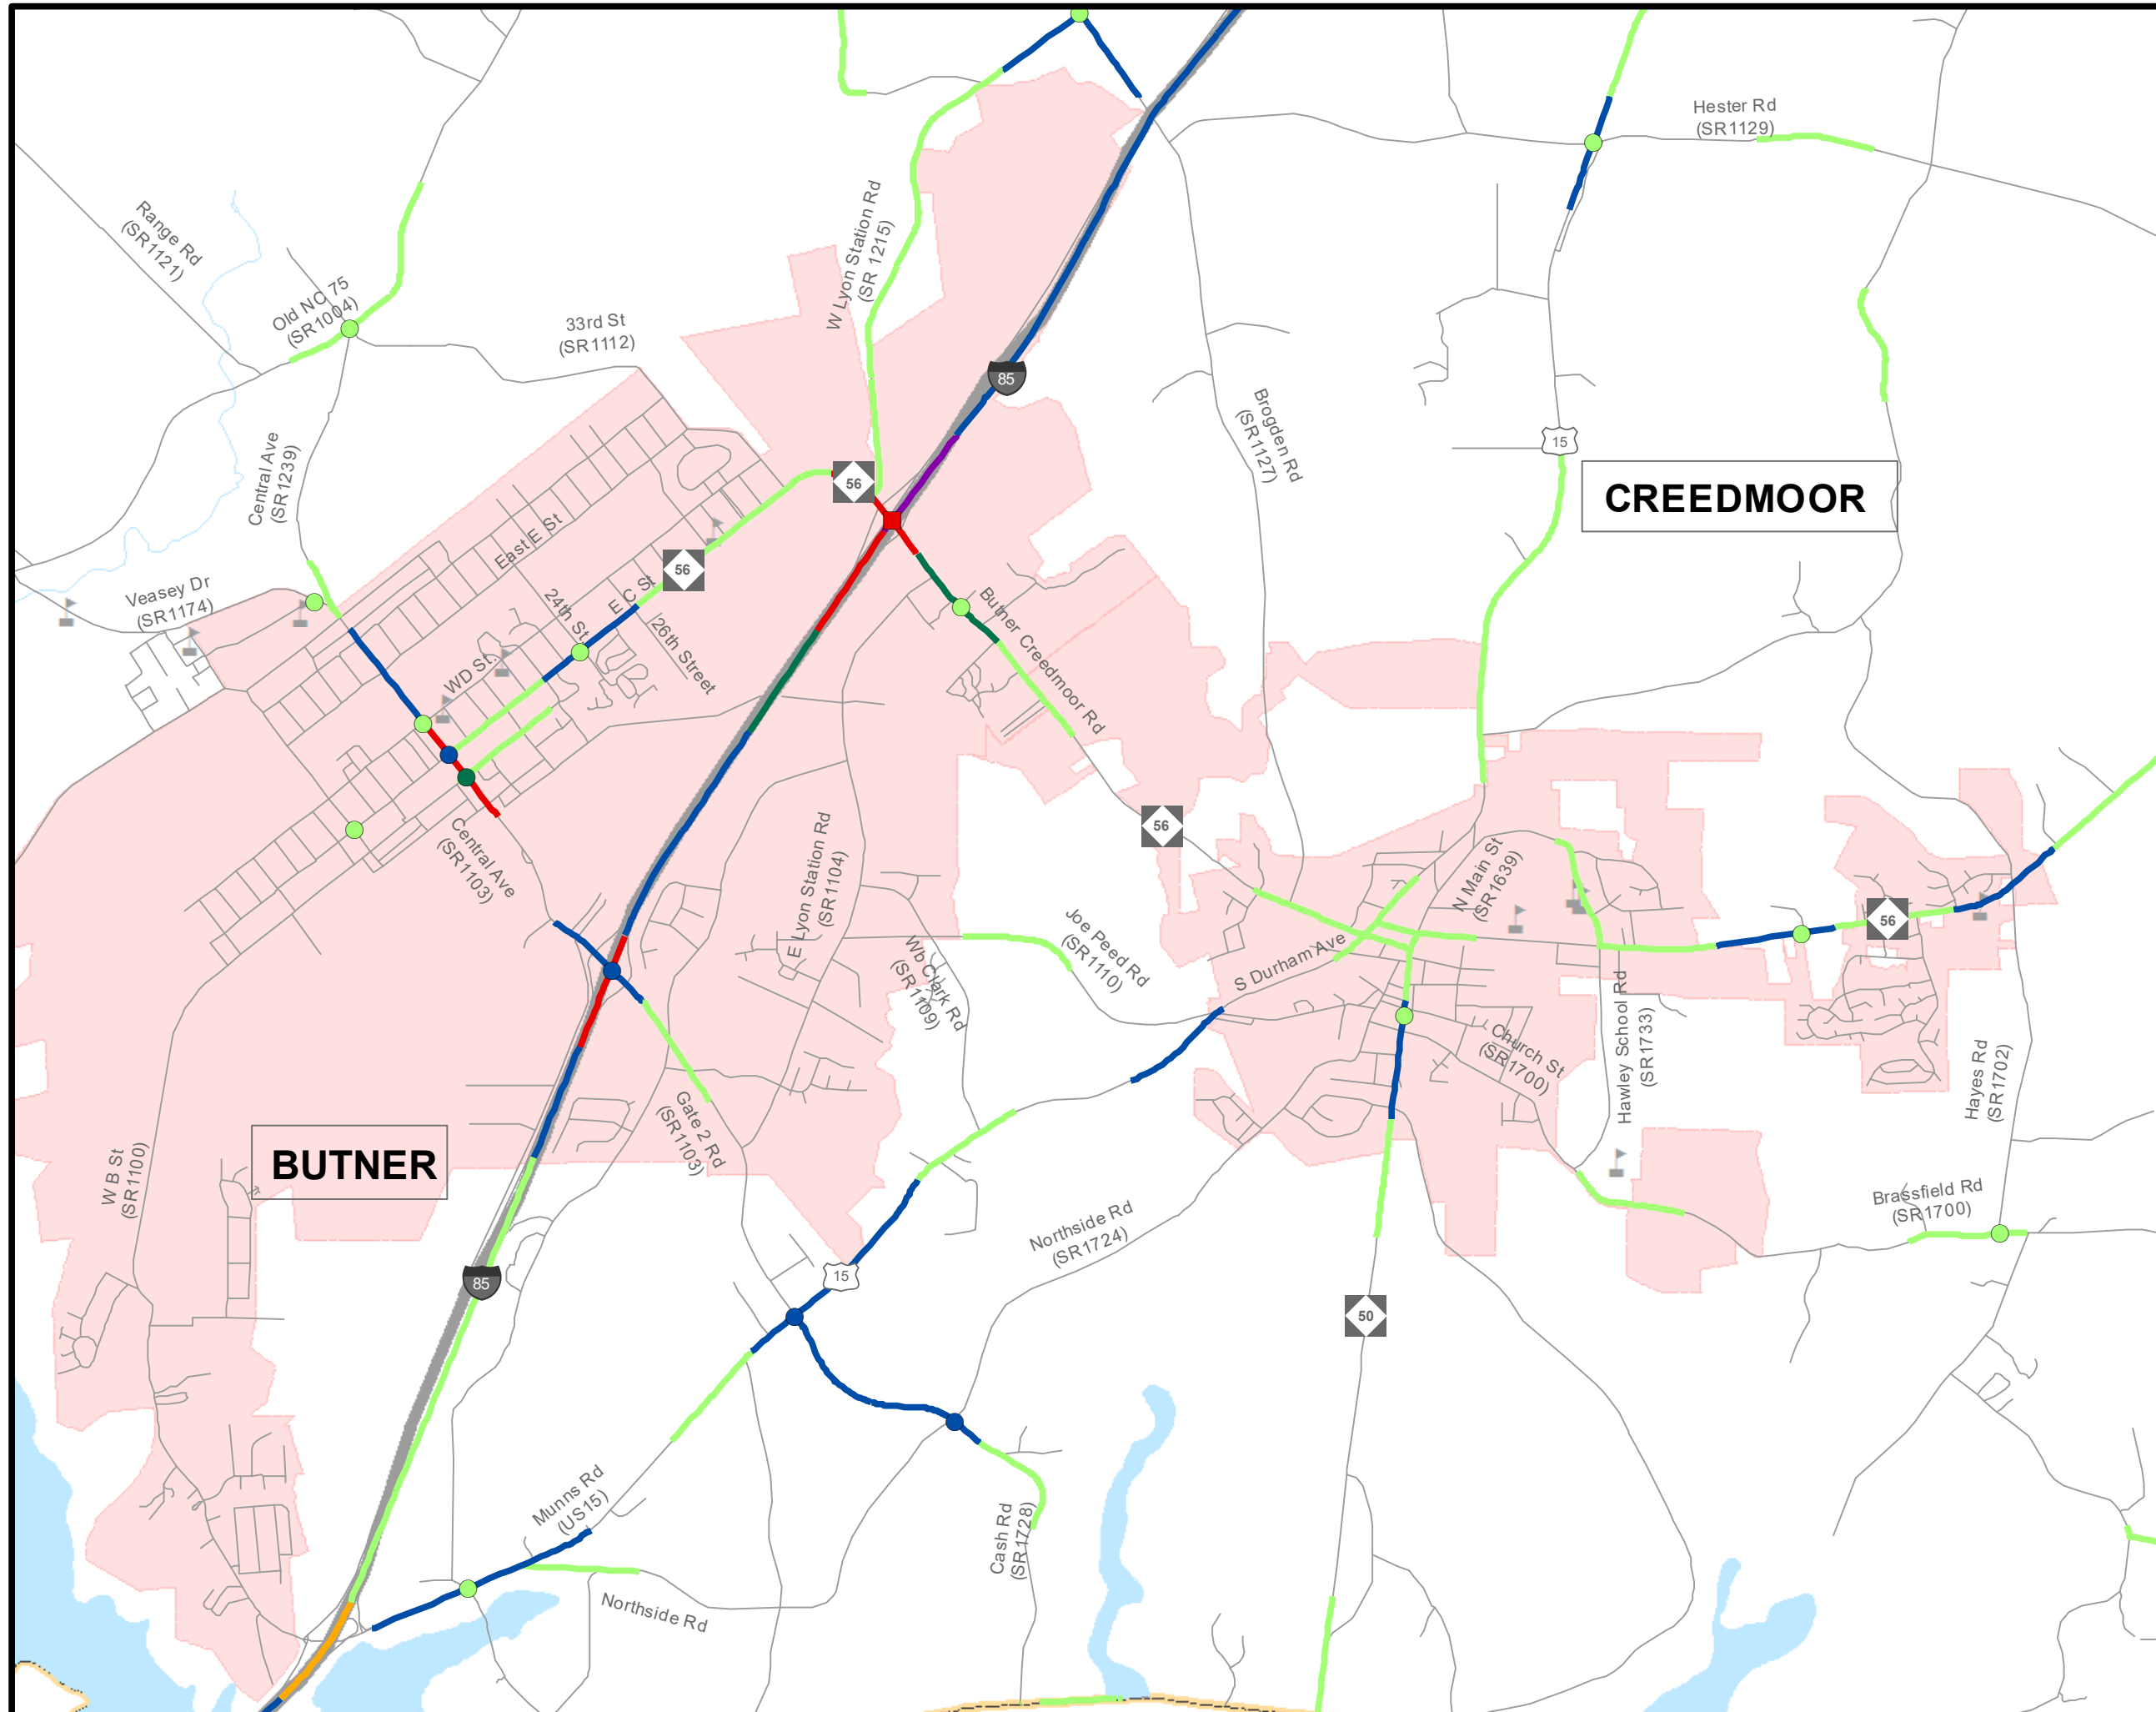 Hester Rd
(SR1129)
Range Rd
(SR1121)
W Lyon Station Rd
(SR 1215)
Old NC 75
(SR1004)
33rd St
(SR1112)
85
Brogden Rd
(SR1127)
15
CREEDMOOR
Central Ave
(SR1239)
56
East E St
56
Veasey Dr
(SR1174)
24th St
E C St
26th Street
Butner Creedmoor Rd
WD St.
56
Central Ave
(SR1103)
E Lyon Station Rd
(SR1104)
N Main St
(SR1639)
56
Joe Peed Rd
(SR1110)
Wb Clark Rd
(SR1109)
S Durham Ave
Church St
(SR1700)
Hawley School Rd
(SR1733)
Hayes Rd
(SR1702)
Gate 2 Rd
(SR1103)
BUTNER
W B St
(SR1100)
Brassfield Rd
(SR1700)
Northside Rd
(SR1724)
85
15
50
Munns Rd
(US15)
Cash Rd
(SR1728)
Northside Rd